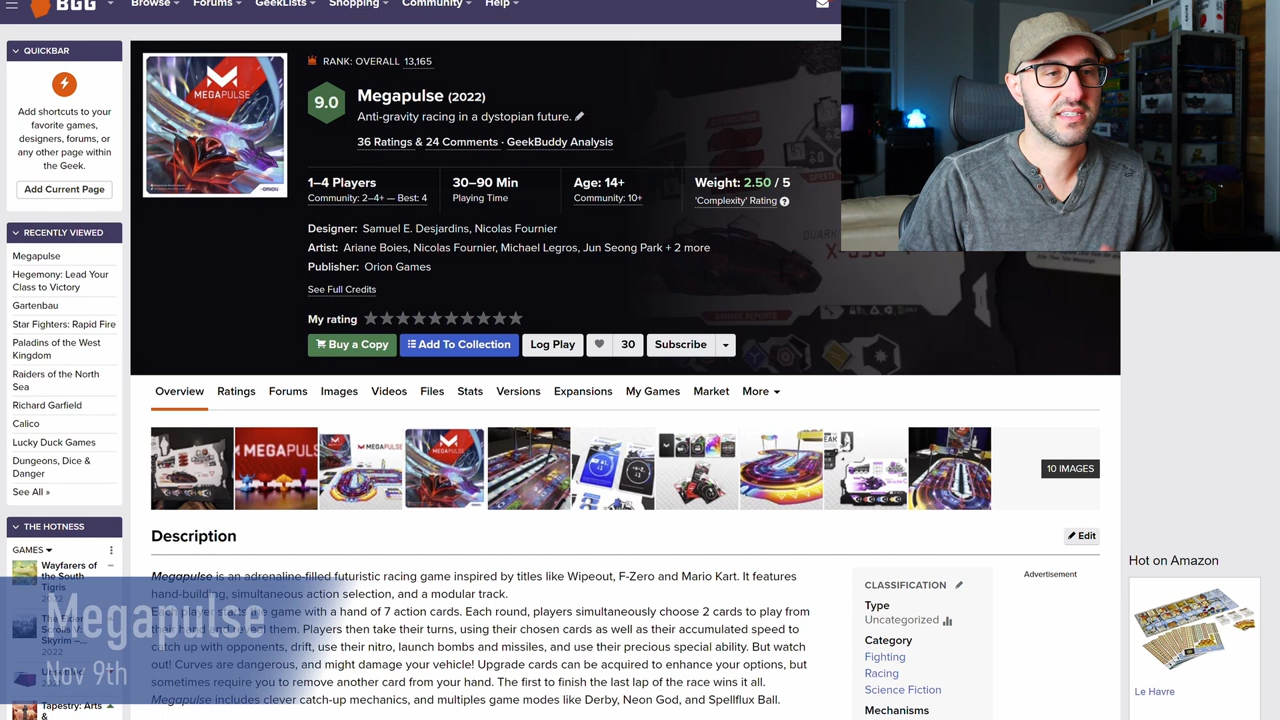 BGG
Browse
Forums
GeekLists
Shopping
Community
Help
QUICKBAR
Add shortcuts to your
favorite games,
designers, forums, or
any other page within
the Geek.
Add Current Page
RECENTLY VIEWED
Megapulse
Hegemony: Lead Your
Class to Victory
Gartenbau
Star Fighters: Rapid Fire
Paladins of the West
Kingdom
Raiders of the North
Sea
Richard Garfield
Calico
Lucky Duck Games
Dungeons, Dice &
Danger
See All »
THE HOTNESS
GAMES
Wayfarers of
the South
Tigris
2022
The Elder
Scrolls V:
Skyrim –...
2022
Tapestry: Arts
&
MEGAPULSE
ORION
RANK: OVERALL 13,165
9.0
Megapulse (2022)
Anti-gravity racing in a dystopian future.
36 Ratings & 24 Comments · GeekBuddy Analysis
1–4 Players
Community: 2–4+ — Best: 4
30–90 Min
Playing Time
Age: 14+
Community: 10+
Weight: 2.50 / 5
'Complexity' Rating
Designer: Samuel E. Desjardins, Nicolas Fournier
Artist: Ariane Boies, Nicolas Fournier, Michael Legros, Jun Seong Park + 2 more
Publisher: Orion Games
See Full Credits
My rating
Buy a Copy
Add To Collection
Log Play
30
Subscribe
Overview
Ratings
Forums
Images
Videos
Files
Stats
Versions
Expansions
My Games
Market
More
10 IMAGES
Description
Edit
Megapulse is an adrenaline-filled futuristic racing game inspired by titles like Wipeout, F-Zero and Mario Kart. It features
hand-building, simultaneous action selection, and a modular track.
Each player starts the game with a hand of 7 action cards. Each round, players simultaneously choose 2 cards to play from
their hand and reveal them. Players then take their turns, using their chosen cards as well as their accumulated speed to
catch up with opponents, drift, use their nitro, launch bombs and missiles, and use their precious special ability. But watch
out! Curves are dangerous, and might damage your vehicle! Upgrade cards can be acquired to enhance your options, but
sometimes require you to remove another card from your hand. The first to finish the last lap of the race wins it all.
Megapulse includes clever catch-up mechanics, and multiples game modes like Derby, Neon God, and Spellflux Ball.
CLASSIFICATION
Type
Uncategorized
Category
Fighting
Racing
Science Fiction
Mechanisms
Advertisement
Hot on Amazon
Le Havre
Megapulse
Nov 9th